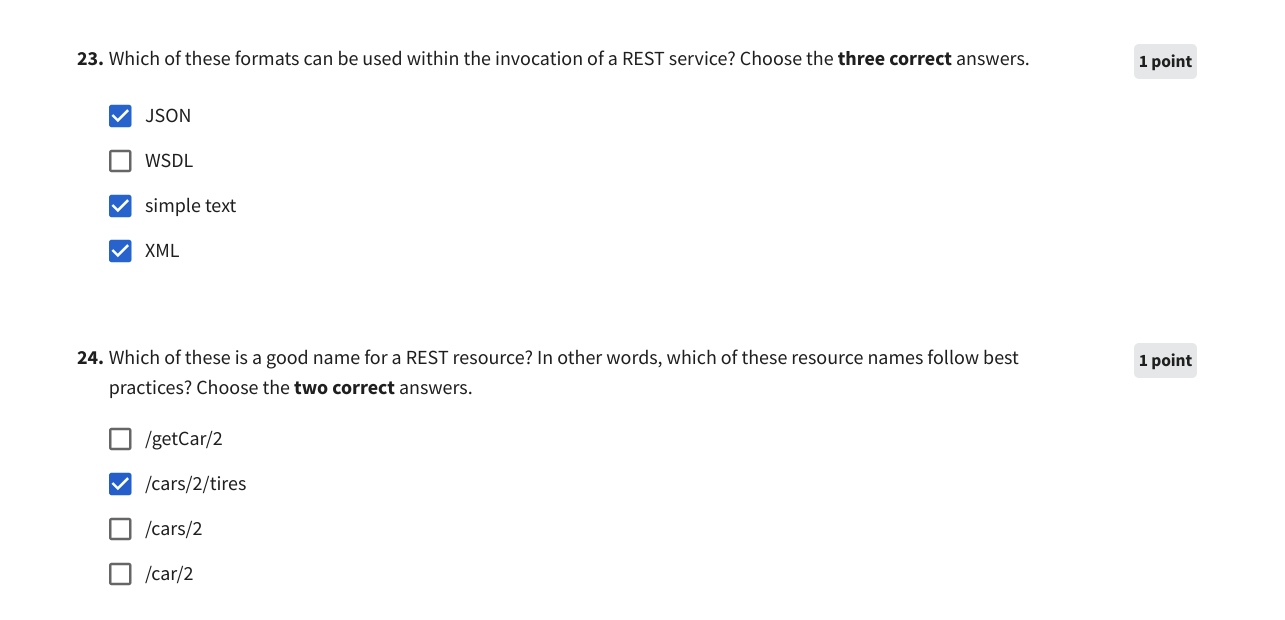 23. Which of these formats can be used within the invocation of a REST service? Choose the three correct answers.
1 point
JSON
WSDL
simple text
XML
24. Which of these is a good name for a REST resource? In other words, which of these resource names follow best
practices? Choose the two correct answers.
1 point
/getCar/2
/cars/2/tires
/cars/2
/car/2